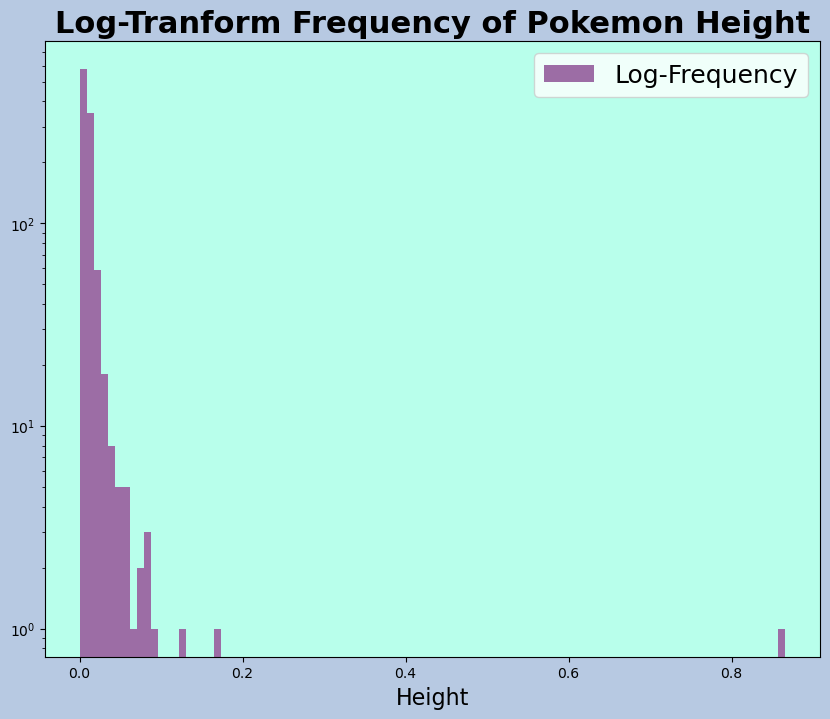 Log-Tranform Frequency of Pokemon Height
Log-Frequency
10²
10¹
10⁰
0.0 0.2 0.4 0.6 0.8
Height